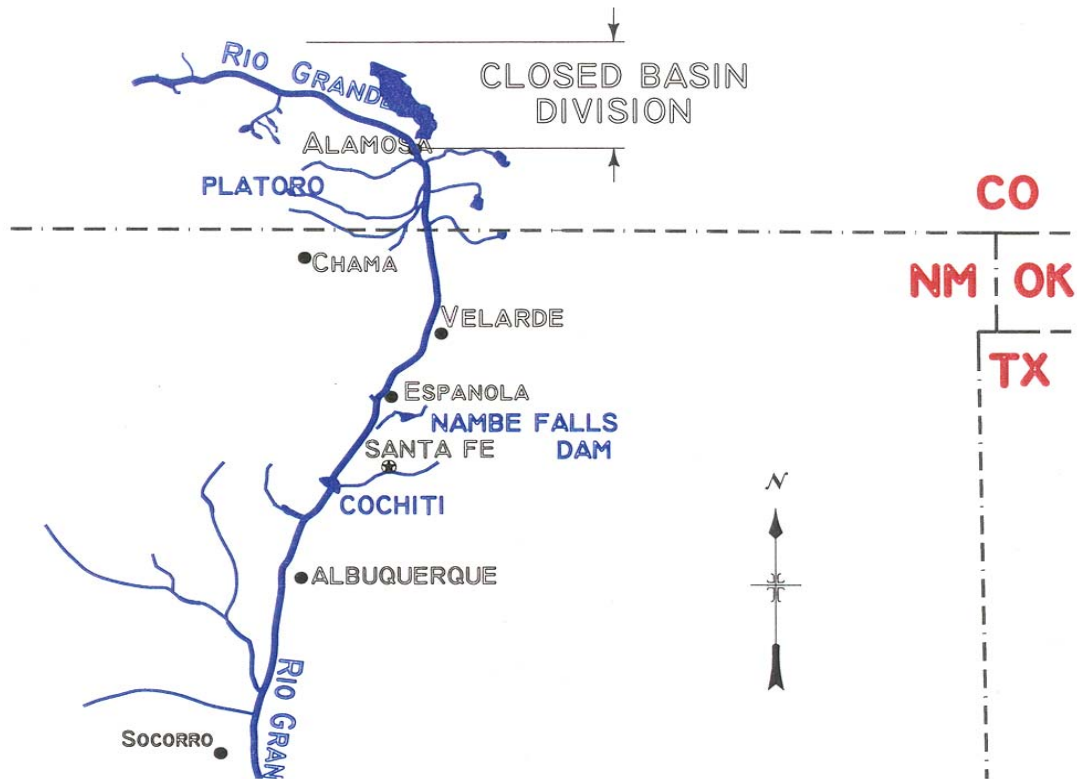 RIO GRANDE
CLOSED BASIN
DIVISION
ALAMOSA
PLATORO
CO
CHAMA
NM
OK
VELARDE
TX
ESPANOLA
NAMBE FALLS
DAM
SANTA FE
N
COCHITI
ALBUQUERQUE
RIO GRAN
SOCORRO